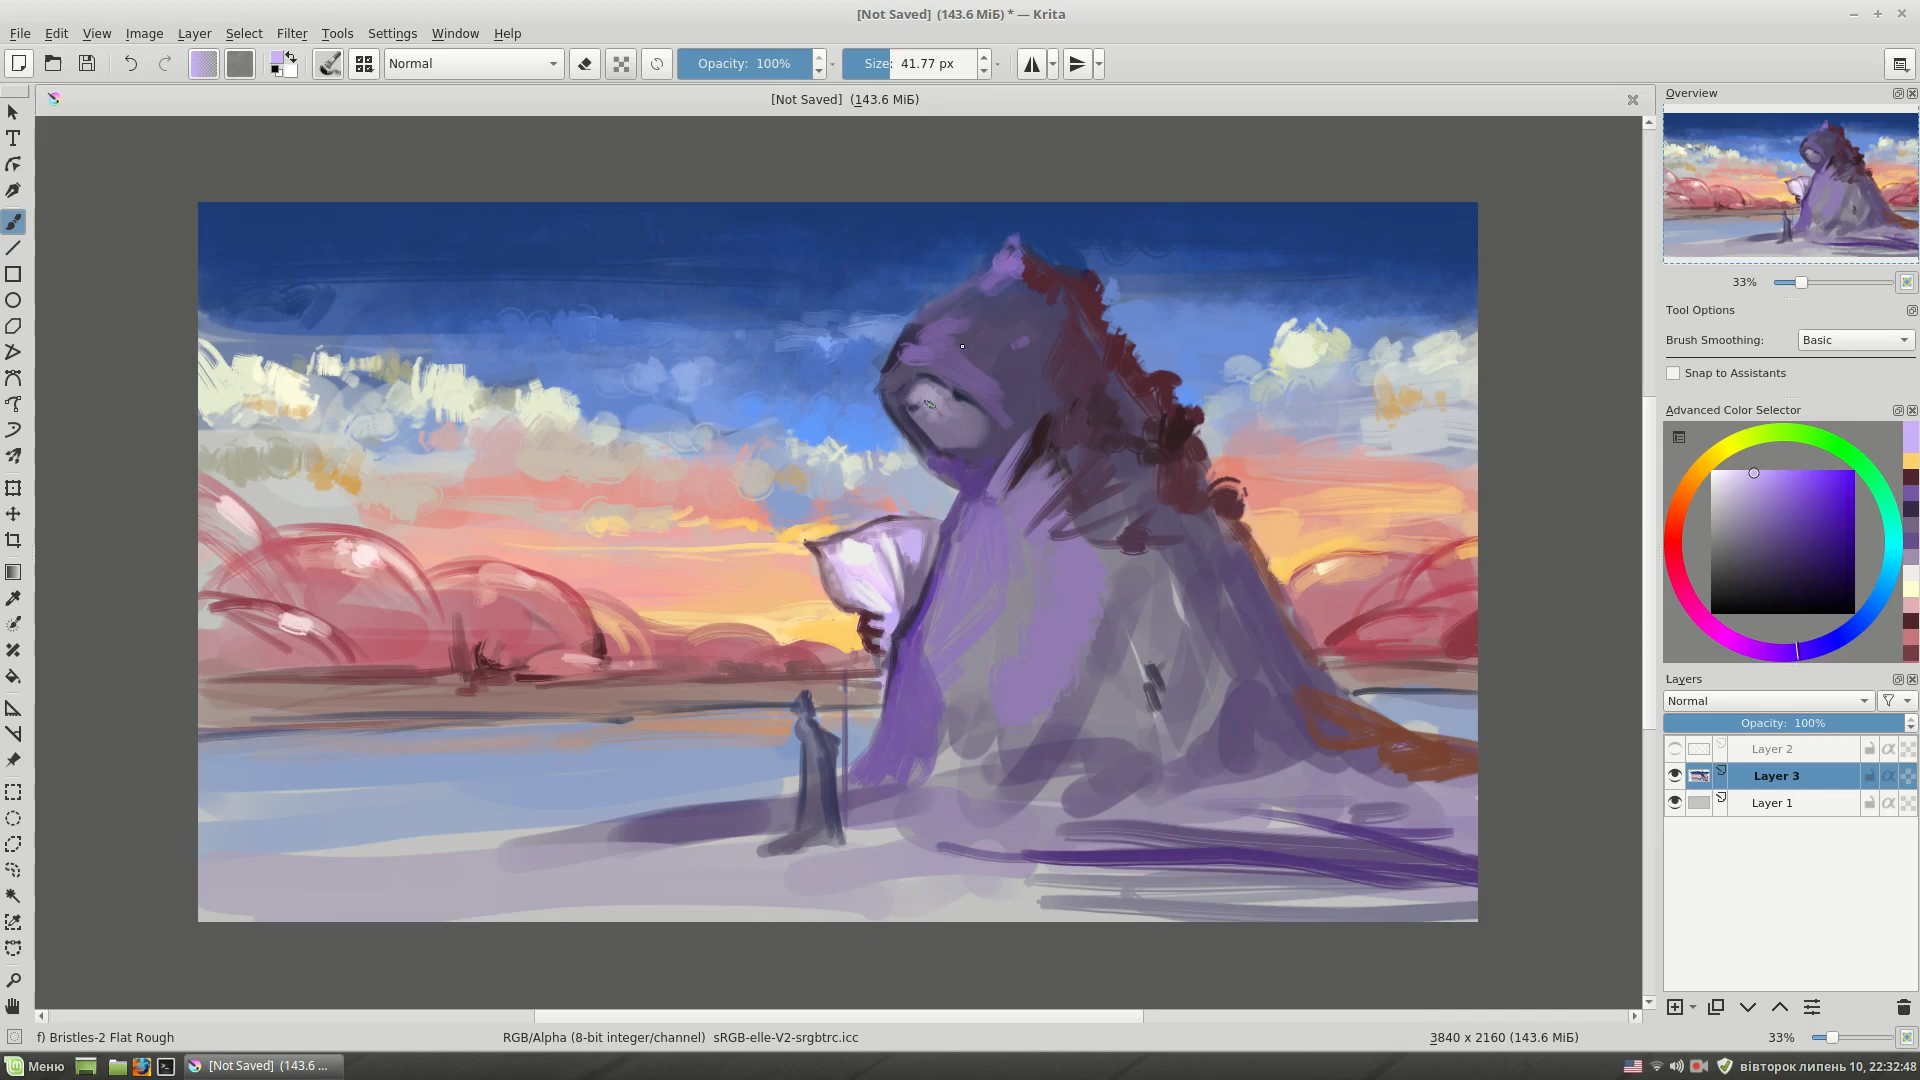 [Not Saved]  (143.6 МіБ) * — Krita
File Edit View Image Layer Select Filter Tools Settings Window Help
Normal
Opacity: 100%
Size: 41.77 px
[Not Saved]  (143.6 МіБ)
Overview
33%
Tool Options
Brush Smoothing: Basic
Snap to Assistants
Advanced Color Selector
Layers
Normal
Opacity: 100%
Layer 2
Layer 3
Layer 1
f) Bristles-2 Flat Rough
RGB/Alpha (8-bit integer/channel)  sRGB-elle-V2-srgbtrc.icc
3840 x 2160 (143.6 МіБ)
33%
Меню
[Not Saved]  (143.6 ...
вівторок липень 10, 22:32:48